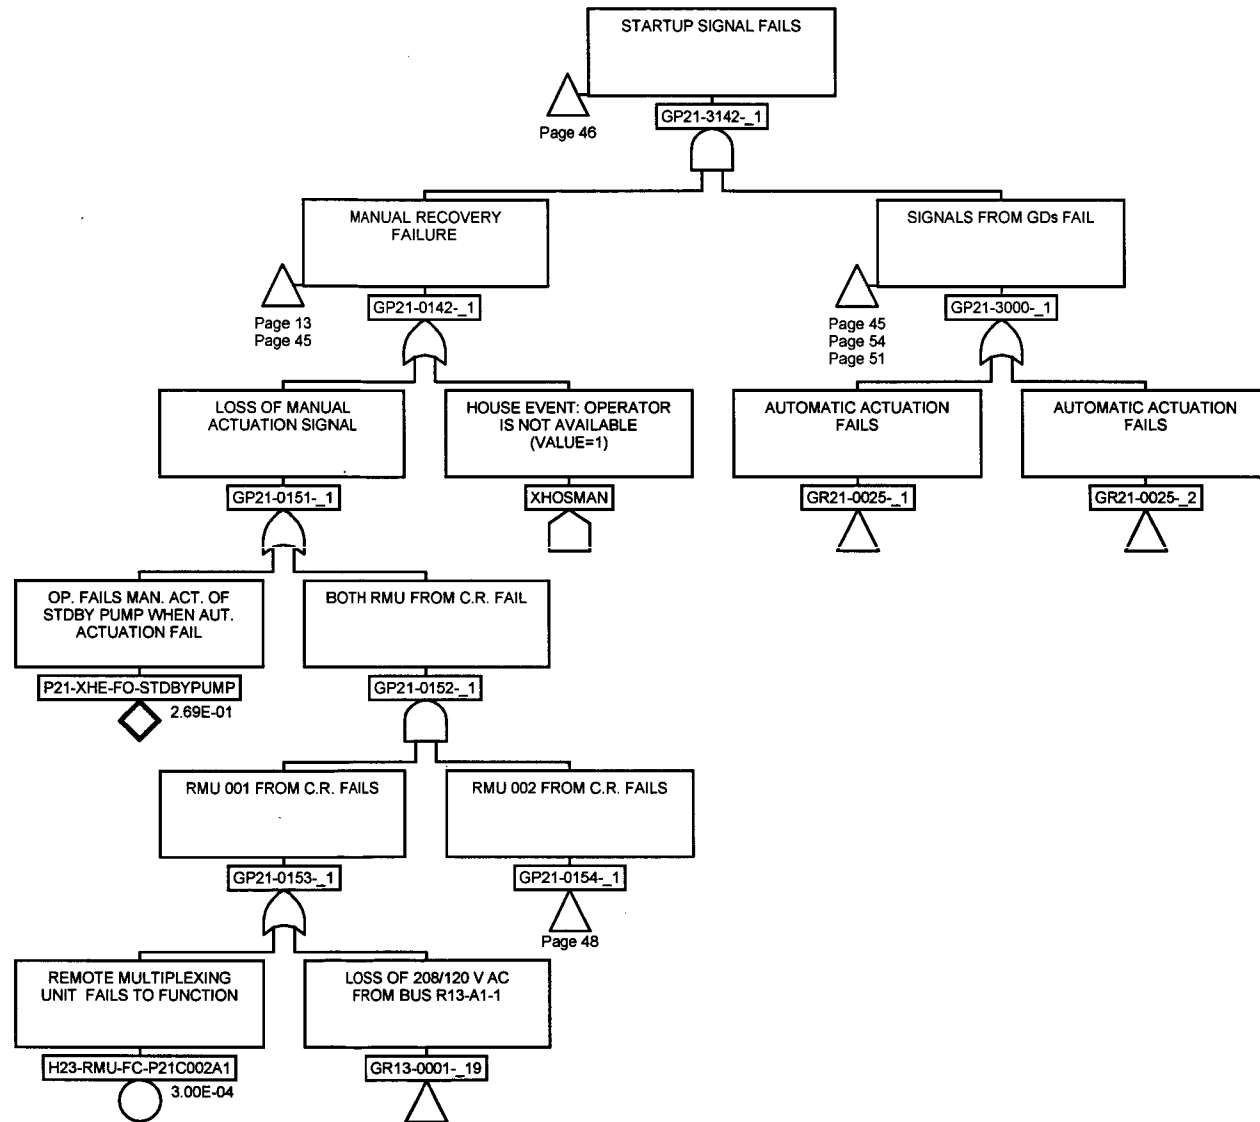 STARTUP SIGNAL FAILS
Page 46
GP21-3142-_1
MANUAL RECOVERY
FAILURE
Page 13
Page 45
GP21-0142-_1
SIGNALS FROM GDs FAIL
Page 45
Page 54
Page 51
GP21-3000-_1
LOSS OF MANUAL
ACTUATION SIGNAL
GP21-0151-_1
HOUSE EVENT: OPERATOR
IS NOT AVAILABLE
(VALUE=1)
XHOSMAN
AUTOMATIC ACTUATION
FAILS
GR21-0025-_1
AUTOMATIC ACTUATION
FAILS
GR21-0025-_2
OP. FAILS MAN. ACT. OF
STDBY PUMP WHEN AUT.
ACTUATION FAIL
P21-XHE-FO-STDBYPUMP
2.69E-01
BOTH RMU FROM C.R. FAIL
GP21-0152-_1
RMU 001 FROM C.R. FAILS
GP21-0153-_1
RMU 002 FROM C.R. FAILS
GP21-0154-_1
Page 48
REMOTE MULTIPLEXING
UNIT FAILS TO FUNCTION
H23-RMU-FC-P21C002A1
3.00E-04
LOSS OF 208/120 V AC
FROM BUS R13-A1-1
GR13-0001-_19